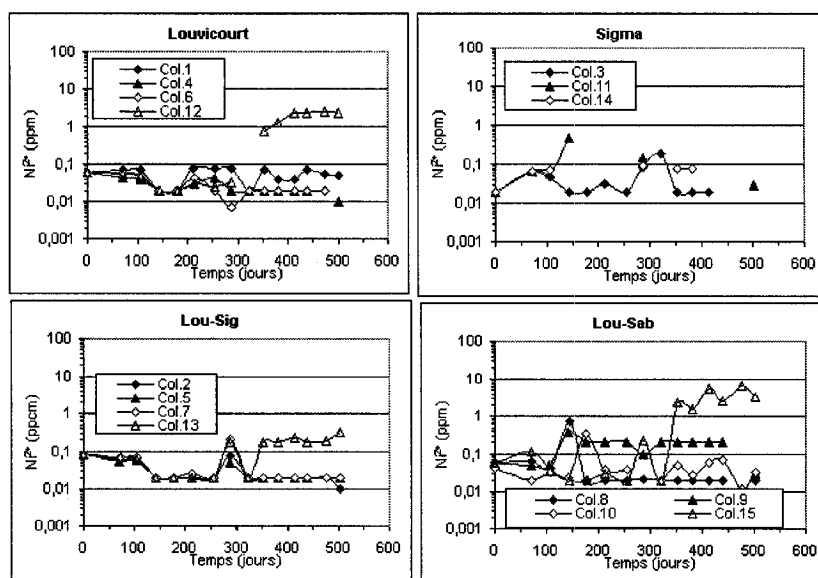 Louvicourt
100
10
1
0,1
0,01
0,001
Ni²⁺ (ppm)
Col.1
Col.4
Col.6
Col.12
0 100 200 300 400 500 600
Temps (jours)
Sigma
100
10
1
0,1
0,01
0,001
Ni²⁺ (ppm)
Col.3
Col.11
Col.14
0 100 200 300 400 500 600
Temps (jours)
Lou-Sig
100
10
1
0,1
0,01
0,001
Ni²⁺ (ppm)
Col.2
Col.5
Col.7
Col.13
0 100 200 300 400 500 600
Temps (jours)
Lou-Sab
100
10
1
0,1
0,01
0,001
Ni²⁺ (ppm)
Col.8 Col.9
Col.10 Col.15
0 100 200 300 400 500 600
Temps (jours)